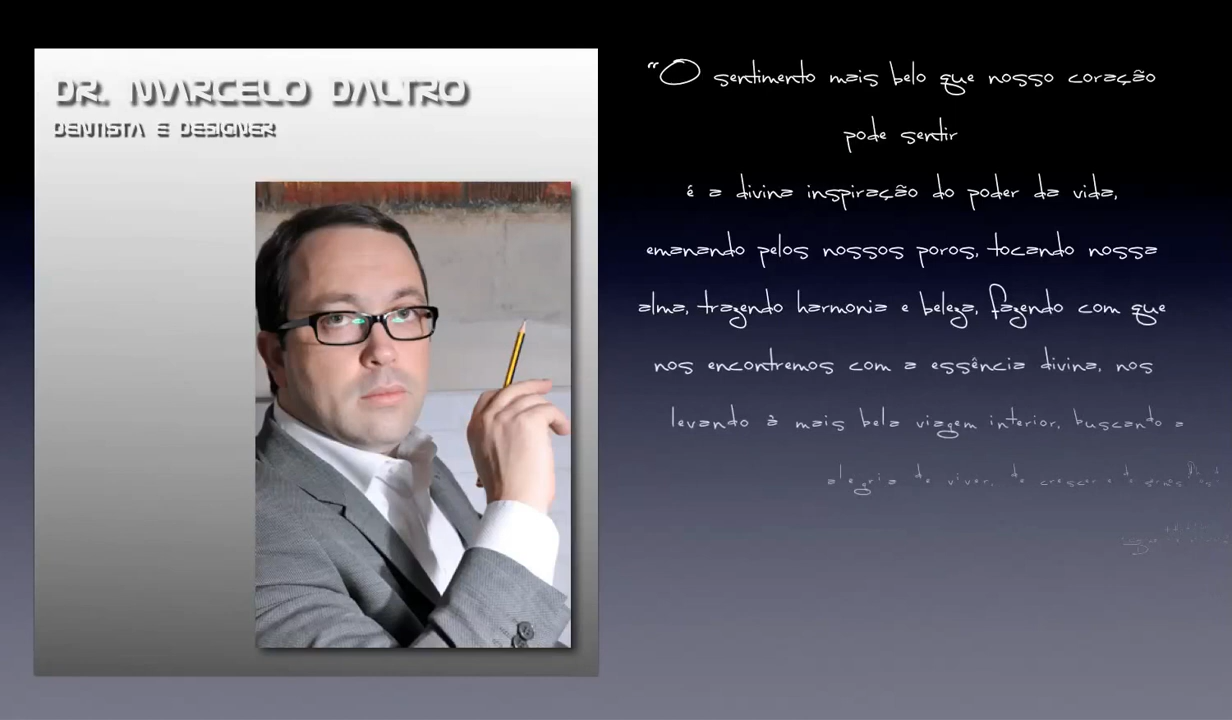 DR. MARCELO DALTRO
DENTISTA E DESIGNER
"O sentimento mais belo que nosso coração
pode sentir
é a divina inspiração do poder da vida,
emanando pelos nossos poros, tocando nossa
alma, trazendo harmonia e beleza, fazendo com que
nos encontremos com a essência divina, nos
levando à mais bela viagem interior, buscando a
alegria de viver, de crescer e de